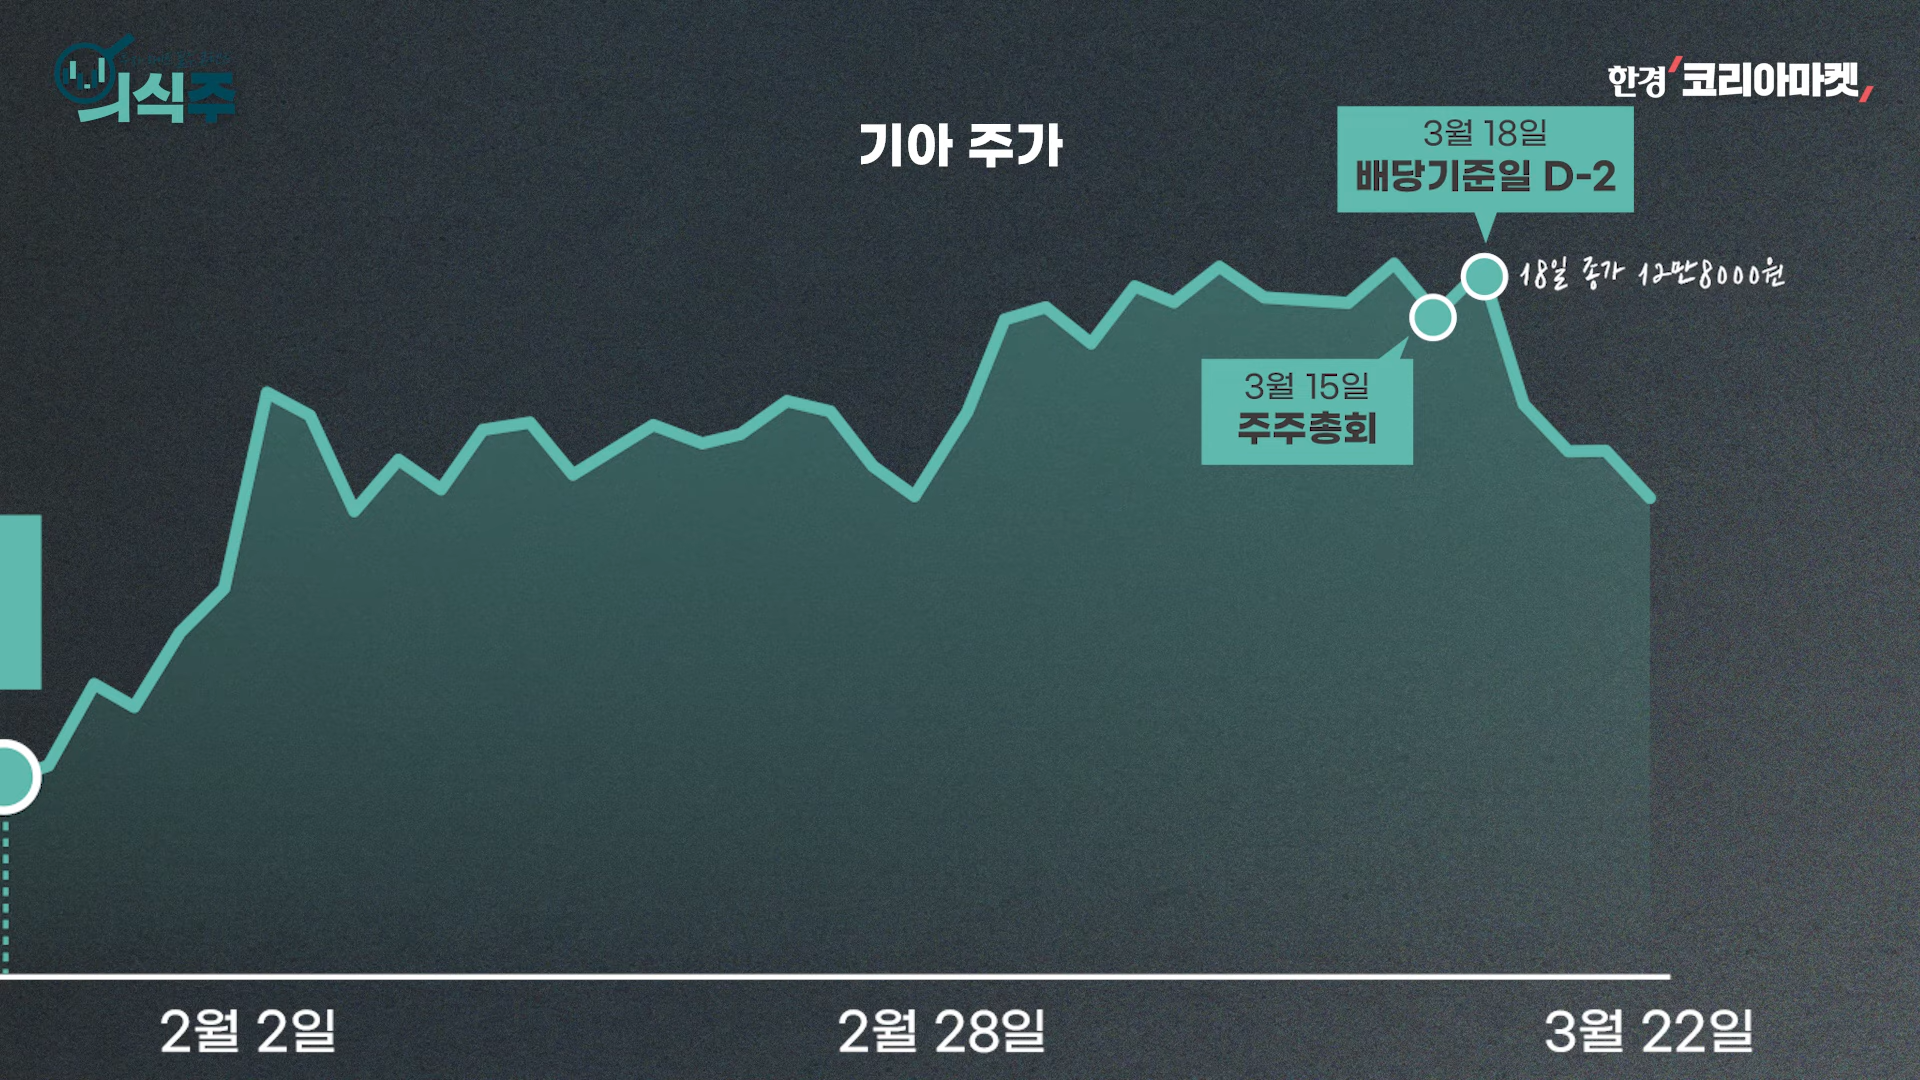 의식주
한경 '코리아마켓,
기아 주가
3월 18일
배당기준일 D-2
18일 종가 12만8000원
3월 15일
주주총회
2월 2일
2월 28일
3월 22일